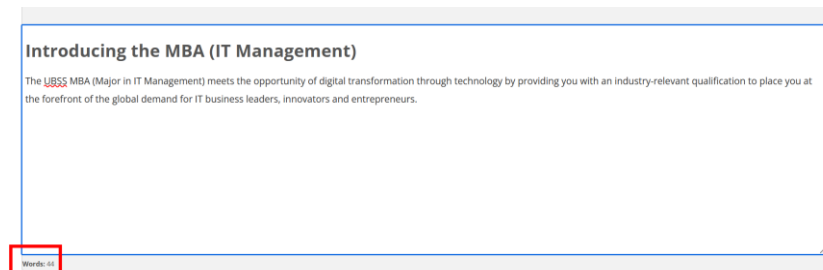 Introducing the MBA (IT Management)
The UBSS MBA (Major in IT Management) meets the opportunity of digital transformation through technology by providing you with an industry-relevant qualification to place you at
the forefront of the global demand for IT business leaders, innovators and entrepreneurs.
Words: 44